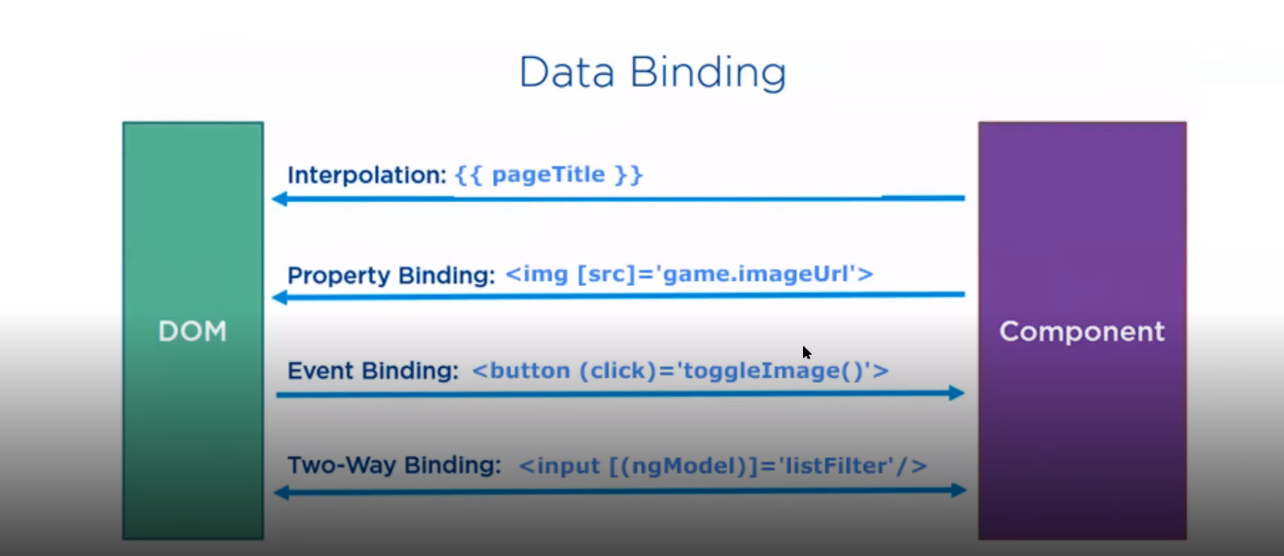 Data Binding
Interpolation: {{ pageTitle }}
Property Binding: <img [src]='game.imageUrl'>
DOM
Component
Event Binding: <button (click)='toggleImage()'>
Two-Way Binding: <input [(ngModel)]='listFilter'/>